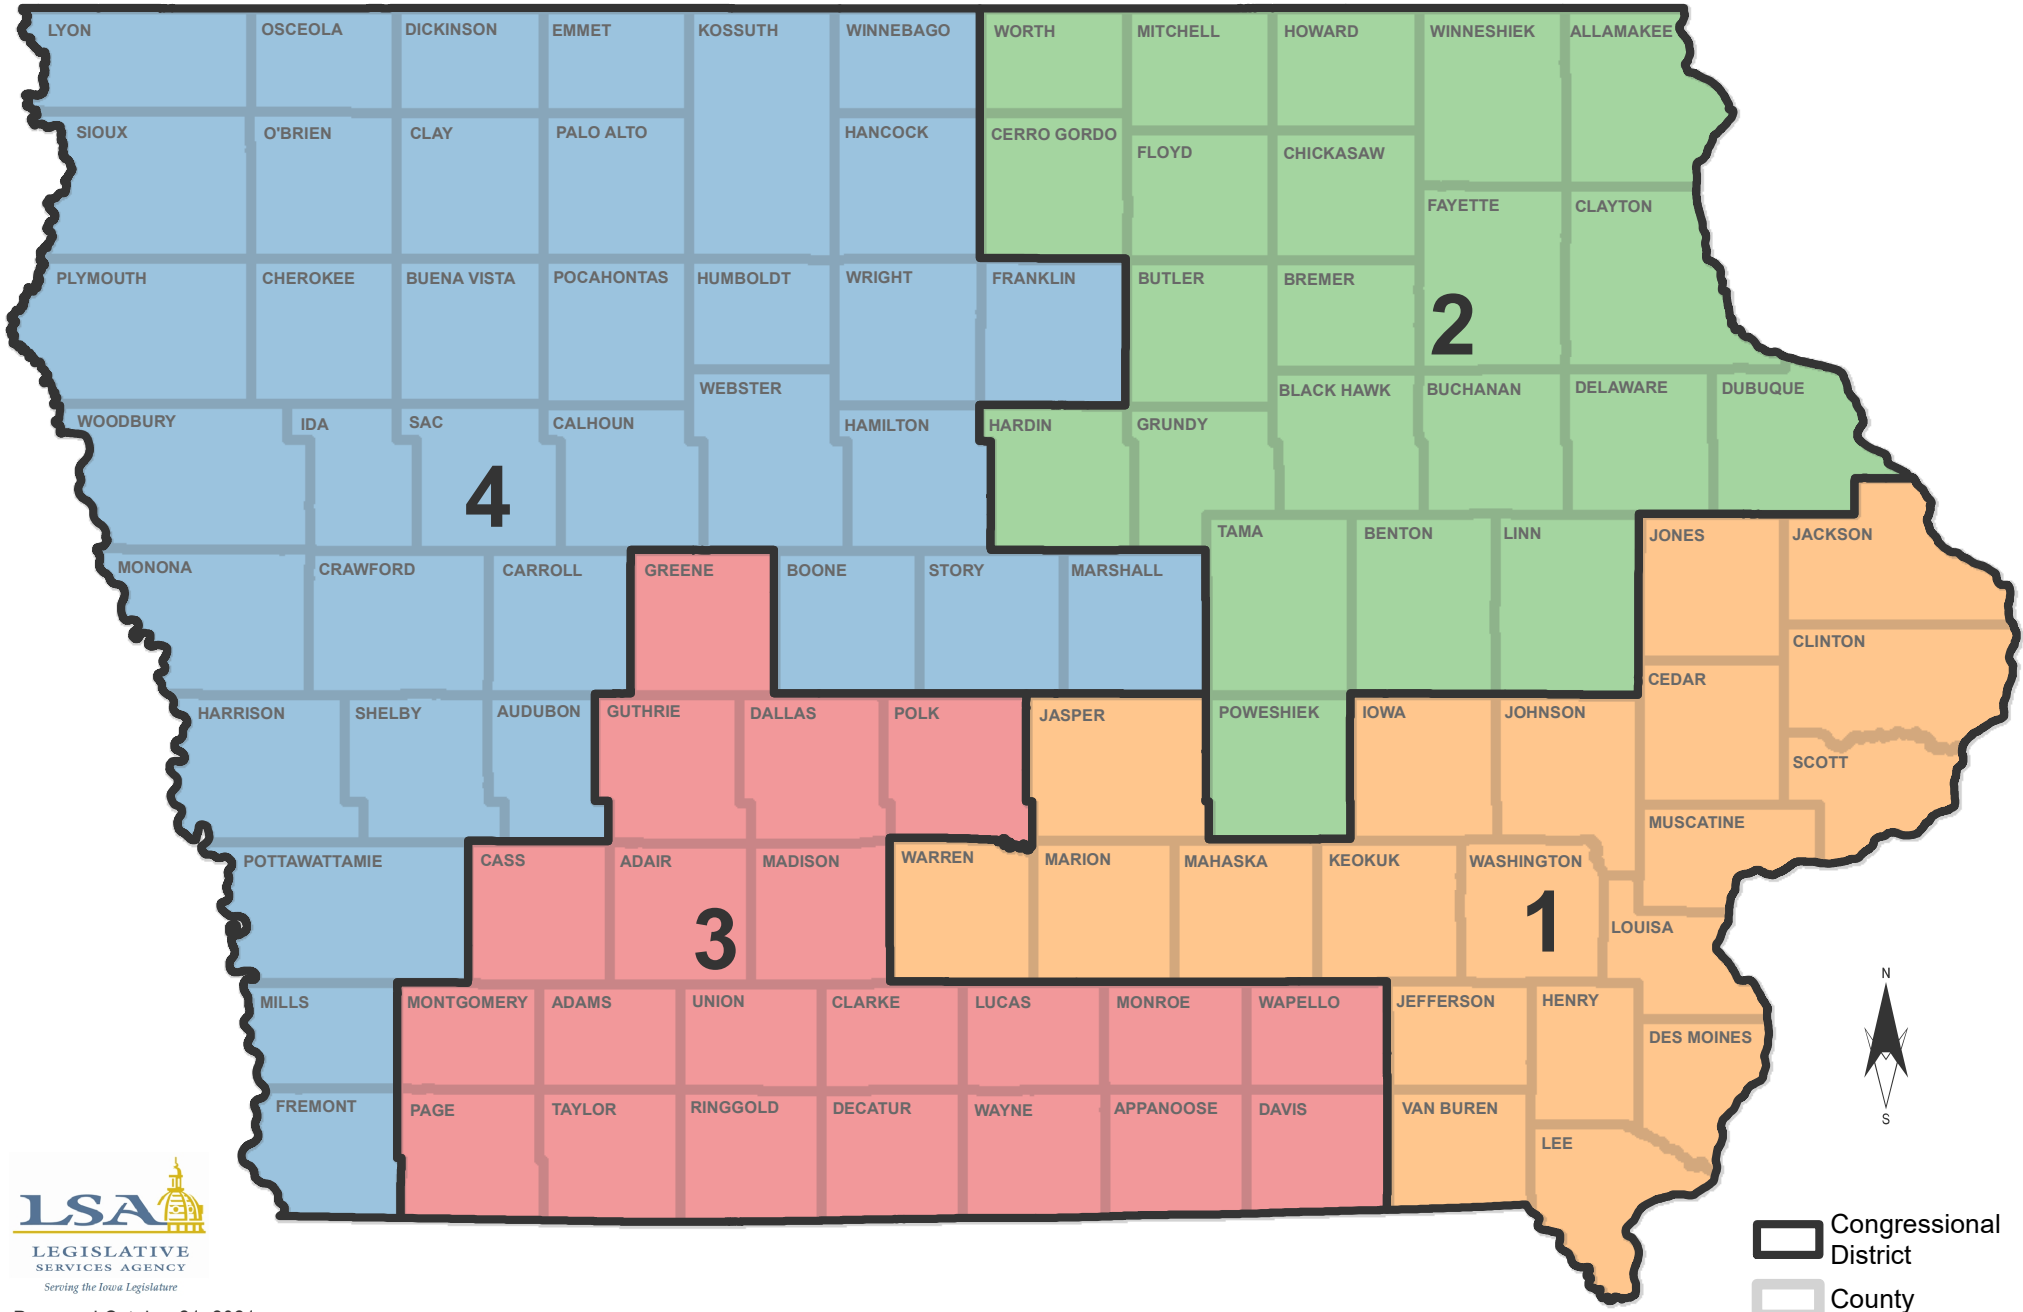 LYON OSCEOLA DICKINSON EMMET KOSSUTH WINNEBAGO WORTH MITCHELL HOWARD WINNESHIEK ALLAMAKEE
SIOUX O'BRIEN CLAY PALO ALTO HANCOCK CERRO GORDO
FLOYD CHICKASAW
FAYETTE CLAYTON
PLYMOUTH CHEROKEE BUENA VISTA POCAHONTAS HUMBOLDT WRIGHT FRANKLIN BUTLER BREMER
2
WEBSTER BLACK HAWK BUCHANAN DELAWARE DUBUQUE
WOODBURY IDA SAC CALHOUN HAMILTON HARDIN GRUNDY
4
TAMA BENTON LINN JONES JACKSON
MONONA CRAWFORD CARROLL GREENE BOONE STORY MARSHALL
CLINTON
CEDAR
HARRISON SHELBY AUDUBON GUTHRIE DALLAS POLK JASPER POWESHIEK IOWA JOHNSON
SCOTT
MUSCATINE
POTTAWATTAMIE CASS ADAIR MADISON WARREN MARION MAHASKA KEOKUK WASHINGTON
3
1
LOUISA
N
MILLS MONTGOMERY ADAMS UNION CLARKE LUCAS MONROE WAPELLO JEFFERSON HENRY
DES MOINES
FREMONT PAGE TAYLOR RINGGOLD DECATUR WAYNE APPANOOSE DAVIS VAN BUREN
S
LEE
LSA
LEGISLATIVE
SERVICES AGENCY
Serving the Iowa Legislature
Congressional
District
County